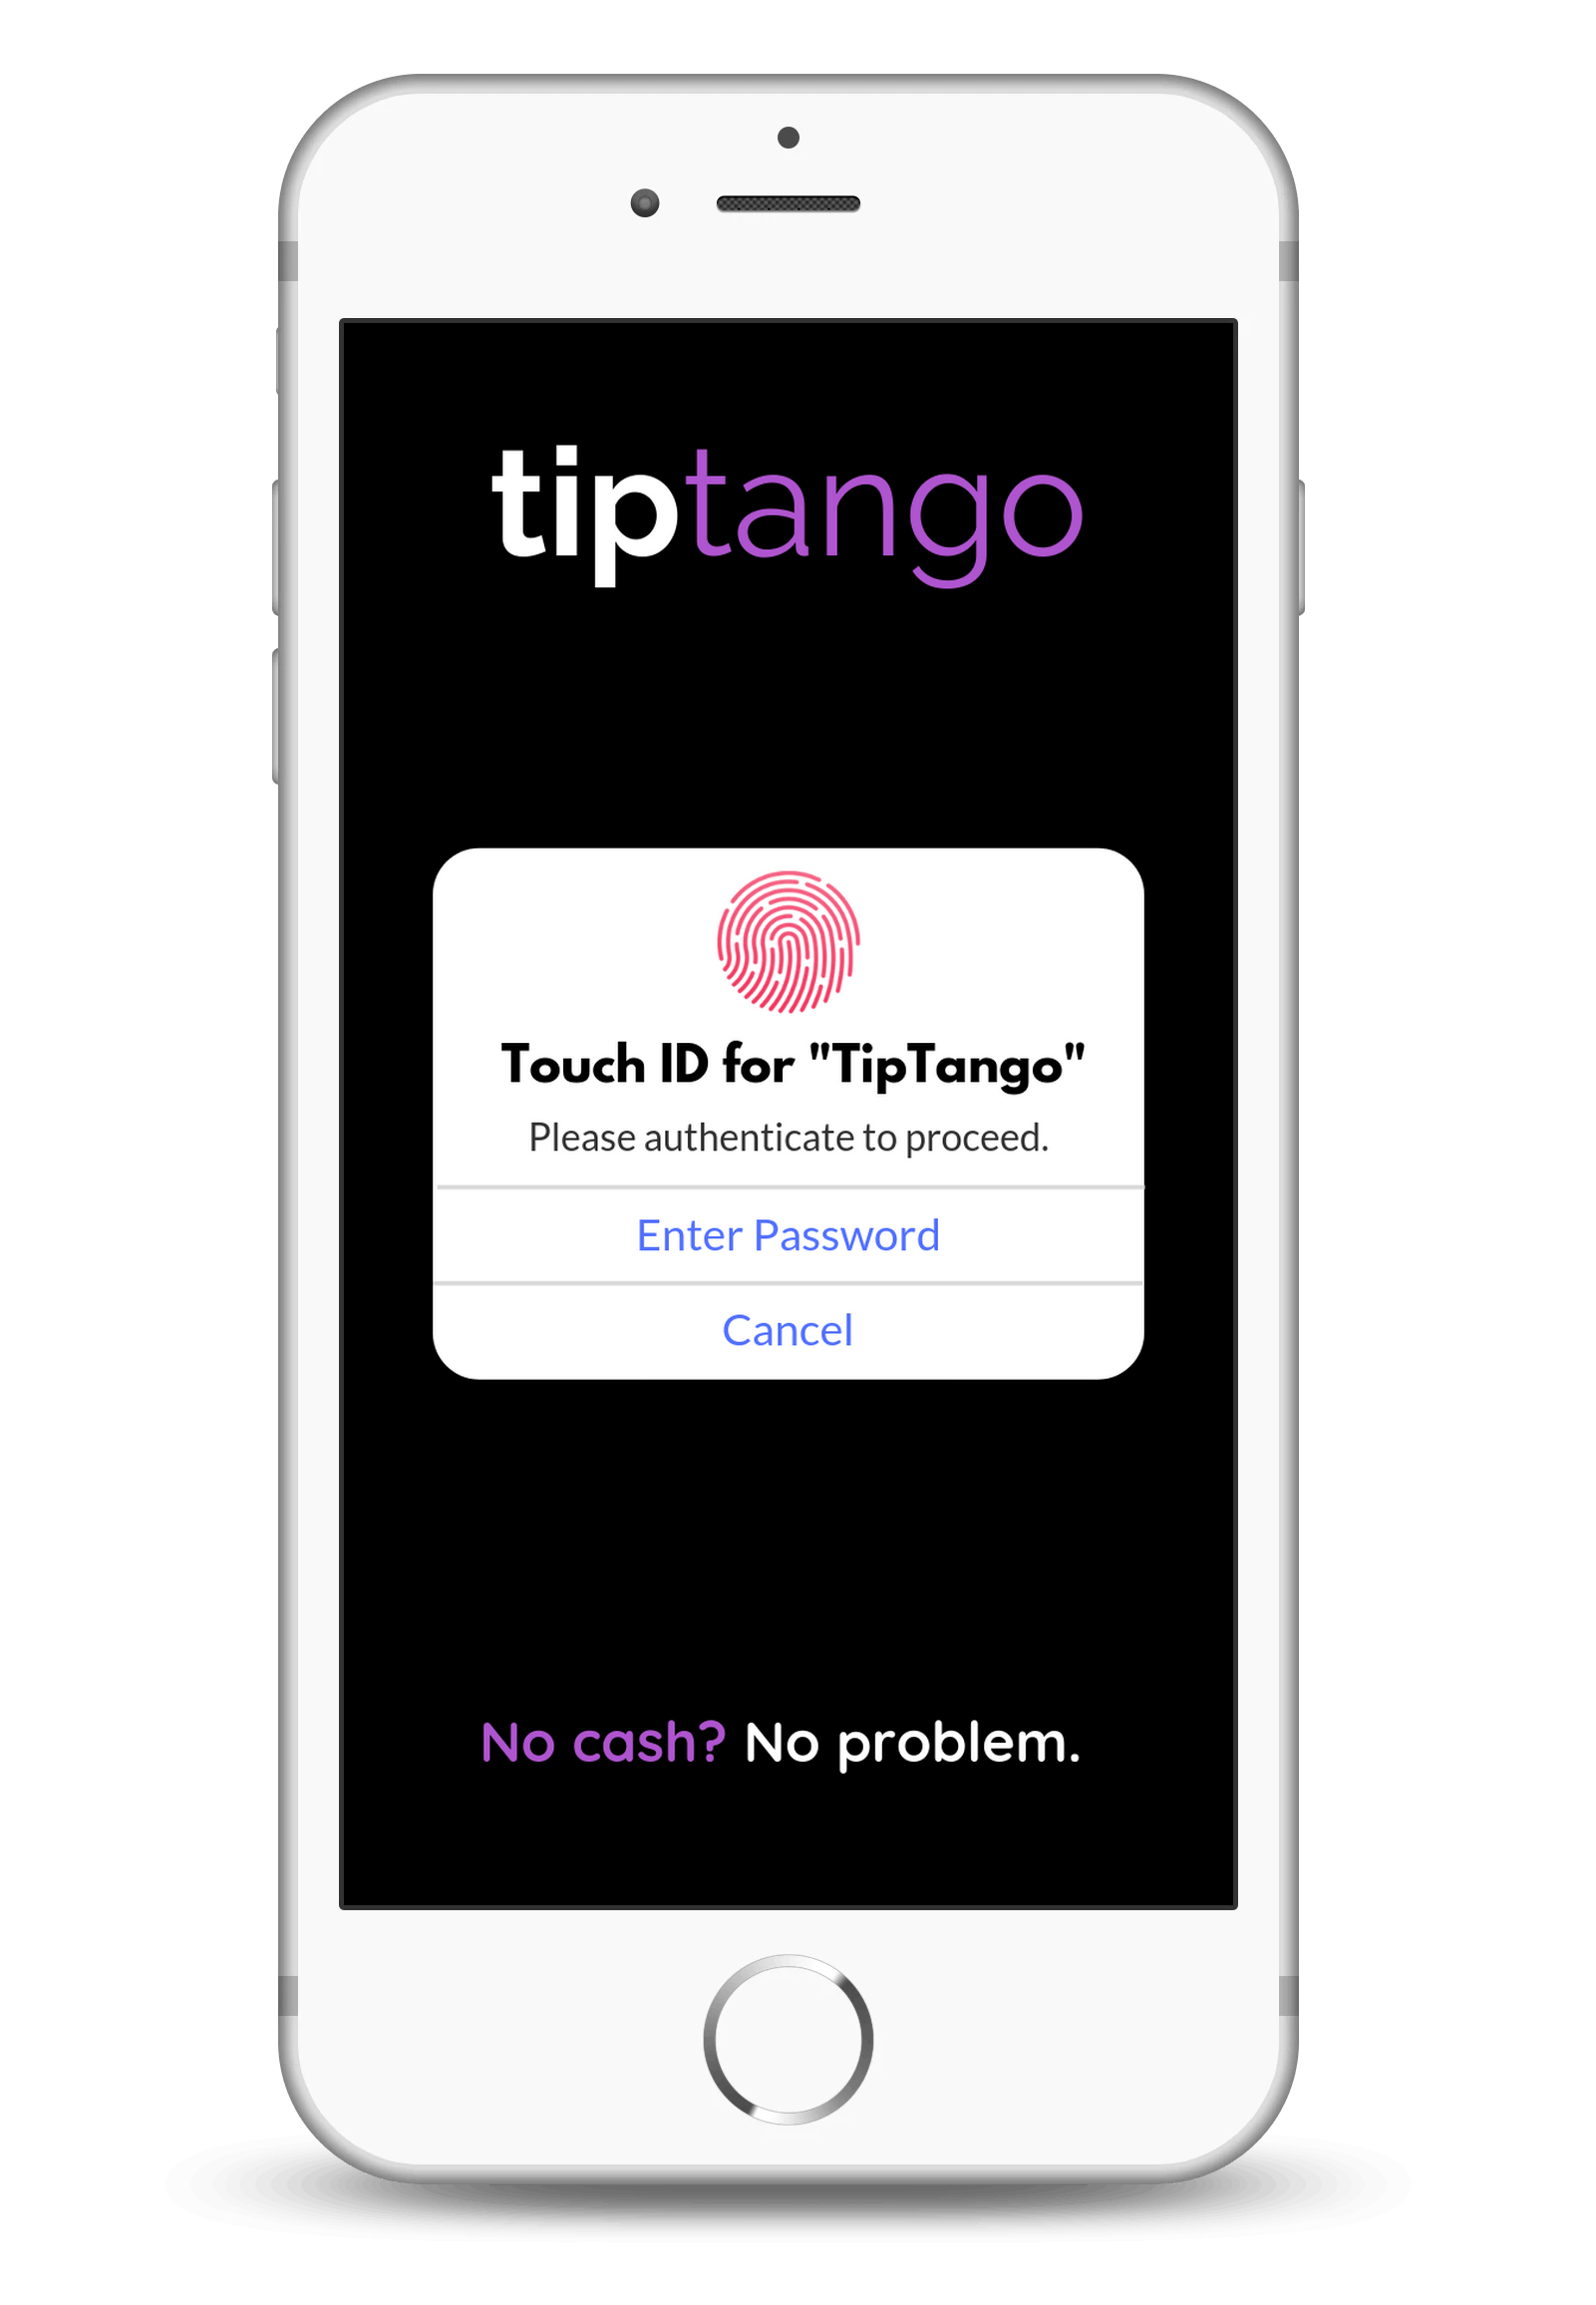 tiptango
Touch ID for "TipTango"
Please authenticate to proceed.
Enter Password
Cancel
No cash? No problem.